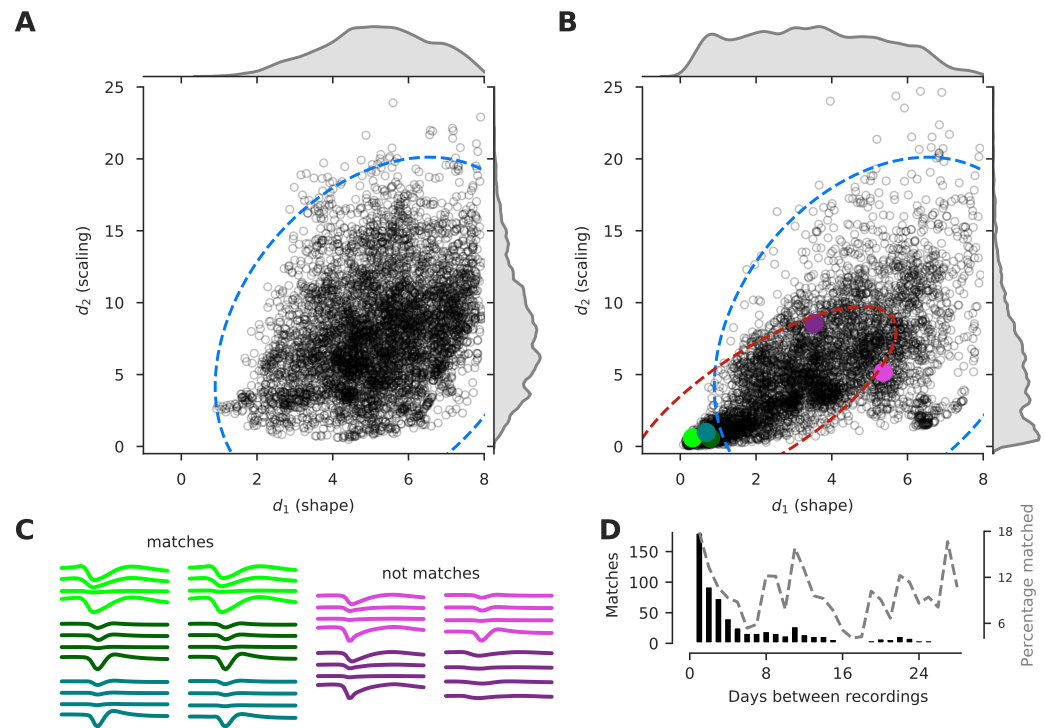 A
25
20
15
10
5
0
d2 (scaling)
0 2 4 6 8
d1 (shape)
B
25
20
15
10
5
0
d2 (scaling)
0 2 4 6 8
d1 (shape)
C
matches
not matches
D
150
100
50
0
Matches
18
12
6
Percentage matched
0 8 16 24
Days between recordings